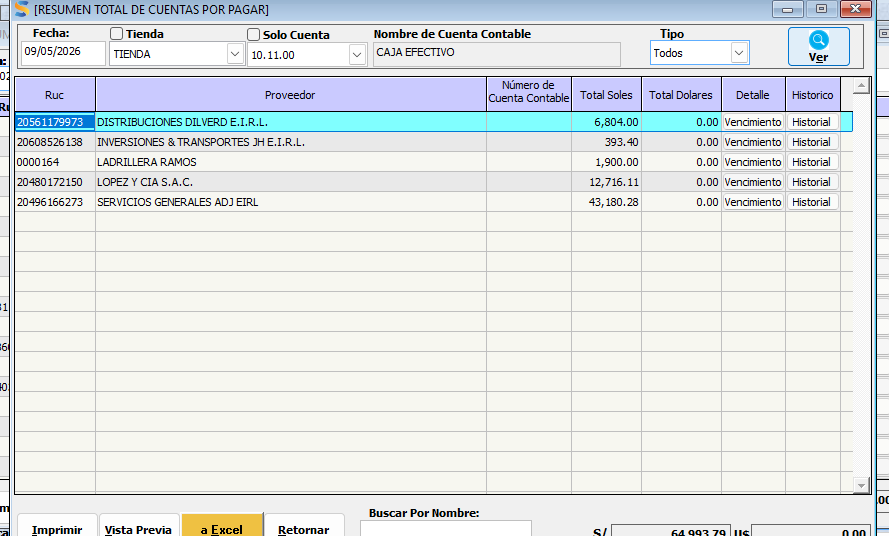 [RESUMEN TOTAL DE CUENTAS POR PAGAR]
Fecha: Tienda Solo Cuenta Nombre de Cuenta Contable Tipo
09/05/2026 TIENDA 10.11.00 CAJA EFECTIVO Todos Ver
Ruc Proveedor Número de Cuenta Contable Total Soles Total Dolares Detalle Historico
20561179973 DISTRIBUCIONES DILVERD E.I.R.L. 6,804.00 0.00 Vencimiento Historial
20608526138 INVERSIONES & TRANSPORTES JH E.I.R.L. 393.40 0.00 Vencimiento Historial
0000164 LADRILLERA RAMOS 1,900.00 0.00 Vencimiento Historial
20480172150 LOPEZ Y CIA S.A.C. 12,716.11 0.00 Vencimiento Historial
20496166273 SERVICIOS GENERALES ADJ EIRL 43,180.28 0.00 Vencimiento Historial
Buscar Por Nombre:
Imprimir Vista Previa a Excel Retornar S/ 64,993.79 U$ 0.00